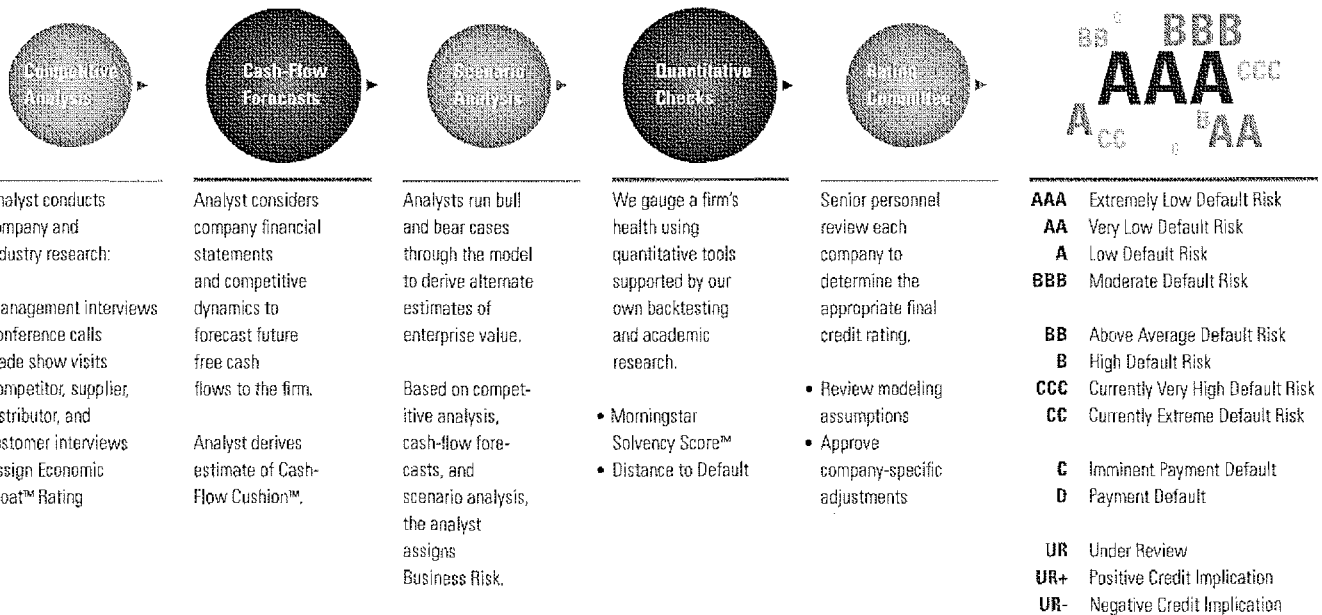 Competitive
Analysis
Cash-Flow
Forecasts
Scenario
Analysis
Quantitative
Checks
Rating
Committee
C
BB
BBB
AAA
CCC
A
CC
B
AA
C
nalyst conducts
ompany and
dustry research:
anagement interviews
onference calls
ade show visits
ompetitor, supplier,
stributor, and
ustomer interviews
ssign Economic
oat™ Rating
Analyst considers
company financial
statements
and competitive
dynamics to
forecast future
free cash
flows to the firm.
Analyst derives
estimate of Cash-
Flow Cushion™.
Analysts run bull
and bear cases
through the model
to derive alternate
estimates of
enterprise value.
Based on compet-
itive analysis,
cash-flow fore-
casts, and
scenario analysis,
the analyst
assigns
Business Risk.
We gauge a firm's
health using
quantitative tools
supported by our
own backtesting
and academic
research.
• Morningstar
Solvency Score™
• Distance to Default
Senior personnel
review each
company to
determine the
appropriate final
credit rating.
• Review modeling
assumptions
• Approve
company-specific
adjustments
AAA Extremely Low Default Risk
AA Very Low Default Risk
A Low Default Risk
BBB Moderate Default Risk
BB Above Average Default Risk
B High Default Risk
CCC Currently Very High Default Risk
CC Currently Extreme Default Risk
C Imminent Payment Default
D Payment Default
UR Under Review
UR+ Positive Credit Implication
UR- Negative Credit Implication